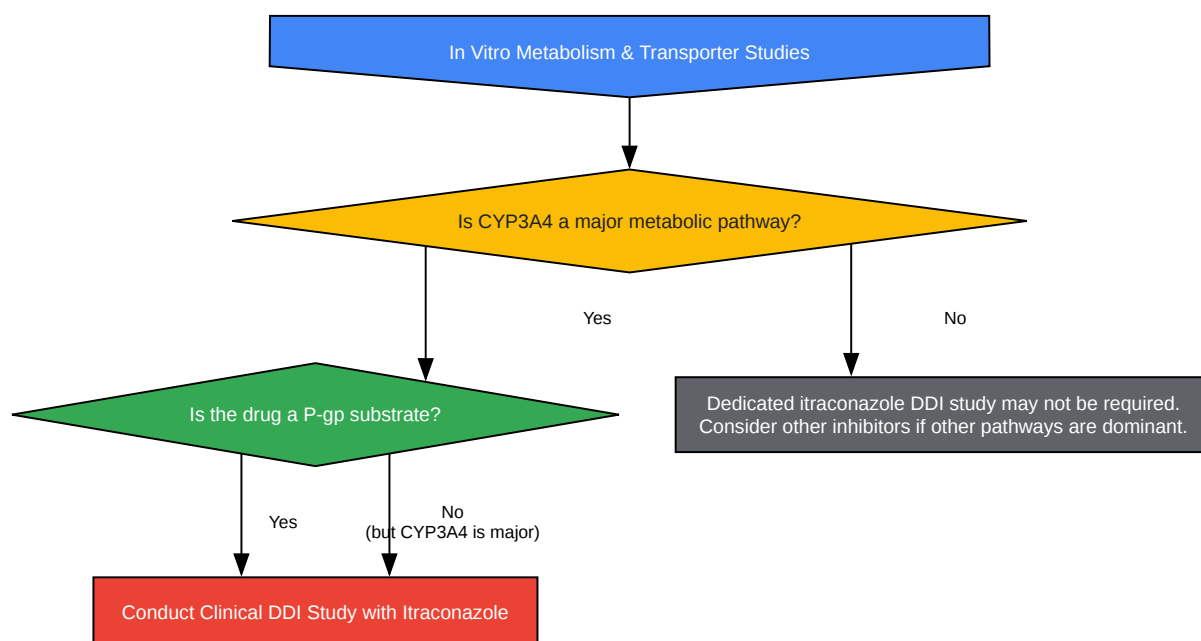 In Vitro Metabolism & Transporter Studies
Is CYP3A4 a major metabolic pathway?
Yes
No
Is the drug a P-gp substrate?
Dedicated itraconazole DDI study may not be required.
Consider other inhibitors if other pathways are dominant.
Yes
No
(but CYP3A4 is major)
Conduct Clinical DDI Study with Itraconazole